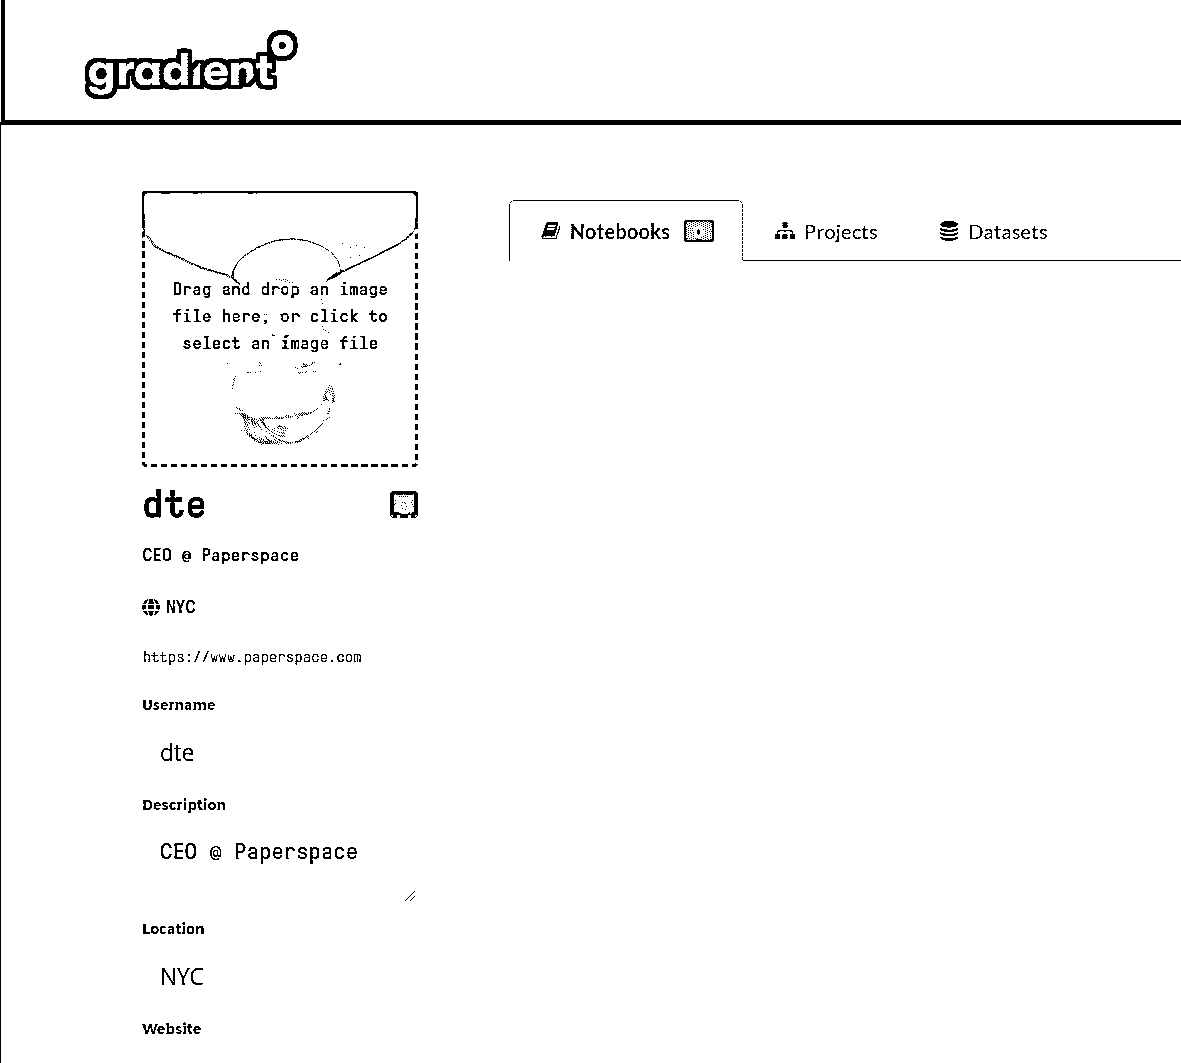 gradient
Drag and drop an image
file here, or click to
select an image file
dte
CEO @ Paperspace
NYC
https://www.paperspace.com
Username
dte
Description
CEO @ Paperspace
Location
NYC
Website
Notebooks
Projects
Datasets